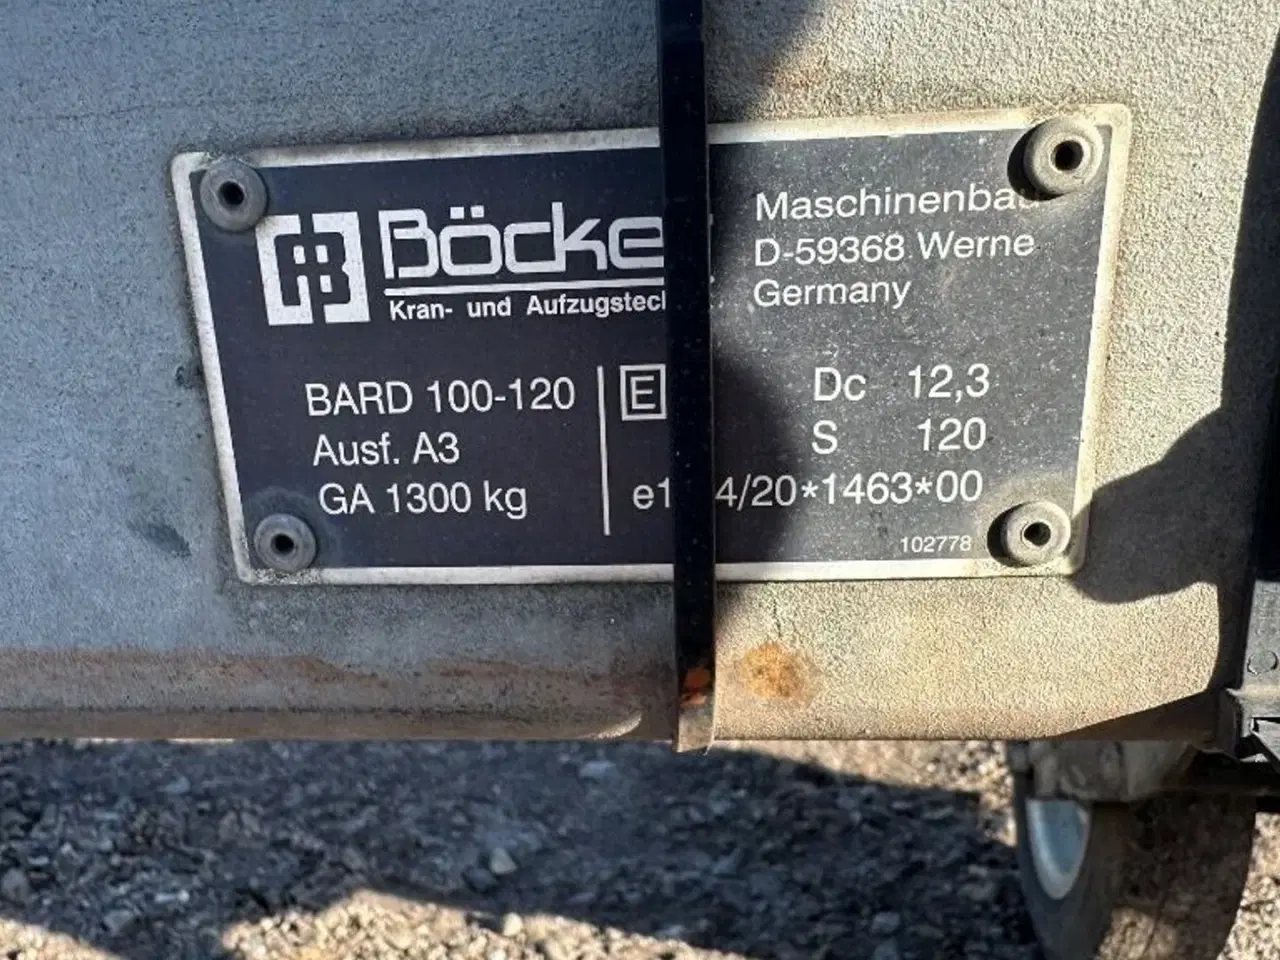 Böcke
Kran- und Aufzugstec
Maschinenbau
D-59368 Werne
Germany
BARD 100-120
Ausf. A3
GA 1300 kg
E
Dc 12,3
S 120
e1 4/20*1463*00
102778